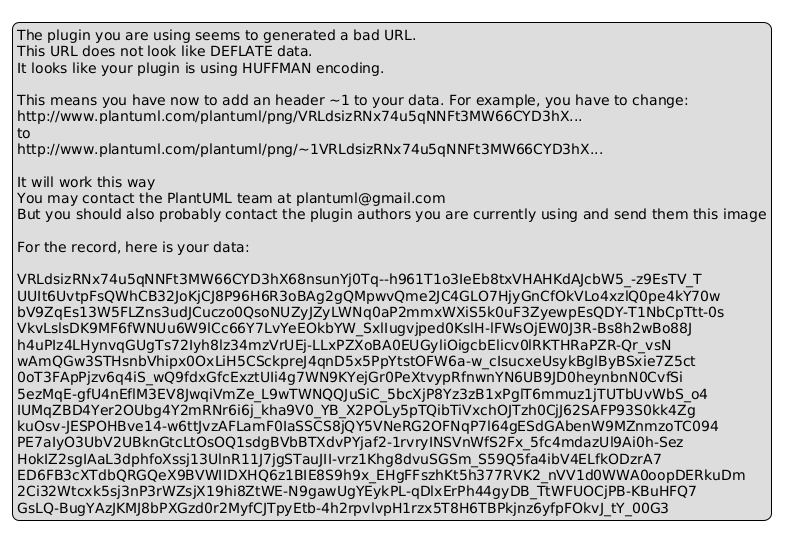 The plugin you are using seems to generated a bad URL.
This URL does not look like DEFLATE data.
It looks like your plugin is using HUFFMAN encoding.
This means you have now to add an header ~1 to your data. For example, you have to change:
http://www.plantuml.com/plantuml/png/VRLdsizRNx74u5qNNFt3MW66CYD3hX...
to
http://www.plantuml.com/plantuml/png/~1VRLdsizRNx74u5qNNFt3MW66CYD3hX...
It will work this way
You may contact the PlantUML team at plantuml@gmail.com
But you should also probably contact the plugin authors you are currently using and send them this image
For the record, here is your data:
VRLdsizRNx74u5qNNFt3MW66CYD3hX68nsunYj0Tq--h961T1o3IeEb8txVHAHKdAJcbW5_-z9EsTV_T
UUIt6UvtpFsQWhCB32JoKjCJ8P96H6R3oBAg2gQMpwvQme2JC4GLO7HjyGnCfOkVLo4xzlQ0pe4kY70w
bV9ZqEs13W5FLZns3udJCuczo0QsoNUZyJZyLWNq0aP2mmxWXiS5k0uF3ZyewpEsQDY-T1NbCpTtt-0s
VkvLslsDK9MF6fWNUu6W9ICc66Y7LvYeEOkbYW_SxlIugvjped0KslH-lFWsOjEW0J3R-Bs8h2wBo88J
h4uPlz4LHynvqGUgTs72Iyh8lz34mzVrUEj-LLxPZXoBA0EUGyliOigcbEIicv0lRKTHRaPZR-Qr_vsN
wAmQGw3STHsnbVhipx0OxLiH5CSckpreJ4qnD5x5PpYtstOFW6a-w_cIsucxeUsykBglByBSxie7Z5ct
0oT3FApPjzv6q4iS_wQ9fdxGfcExztUli4g7WN9KYejGr0PeXtvypRfnwnYN6UB9JD0heynbnN0CvfSi
5ezMqE-gfU4nEflM3EV8JwqiVmZe_L9wTWNQQJuSiC_5bcXjP8Yz3zB1xPglT6mmuz1jTUTbUvWbS_o4
IUMqZBD4Yer2OUbg4Y2mRNr6i6j_kha9V0_YB_X2POLy5pTQibTiVxchOJTzh0CjJ62SAFP93S0kk4Zg
kuOsv-JESPOHBve14-w6ttJvzAFLamF0IaSSCS8jQY5VNeRG2OFNqP7l64gESdGAbenW9MZnmzoTC094
PE7aIyO3UbV2UBknGtcLtOsOQ1sdgBVbBTXdvPYjaf2-1rvryINSVnWfS2Fx_5fc4mdazUl9Ai0h-Sez
HokIZ2sgIAaL3dphfoXssj13UlnR11J7jgSTauJII-vrz1Khg8dvuSGSm_S59Q5fa4ibV4ELfkODzrA7
ED6FB3cXTdbQRGQeX9BVWIIDXHQ6z1BIE8S9h9x_EHgFFszhKt5h377RVK2_nVV1d0WWA0oopDERkuDm
2Ci32Wtcxk5sj3nP3rWZsjX19hi8ZtWE-N9gawUgYEykPL-qDlxErPh44gyDB_TtWFUOCjPB-KBuHFQ7
GsLQ-BugYAzJKMJ8bPXGzd0r2MyfCJTpyEtb-4h2rpvlvpH1rzx5T8H6TBPkjnz6yfpFOkvJ_tY_00G3